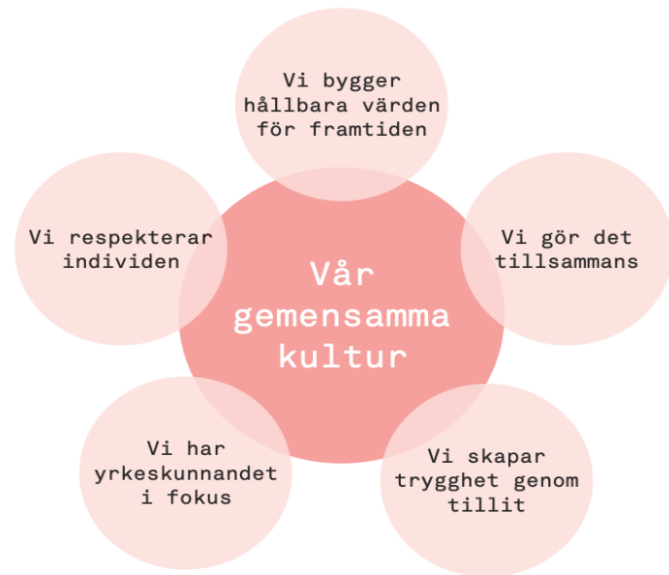 Vi bygger
hållbara värden
för framtiden
Vi respekterar
individen
Vi gör det
tillsammans
Vår
gemensamma
kultur
Vi har
yrkeskunnandet
i fokus
Vi skapar
trygghet genom
tillit